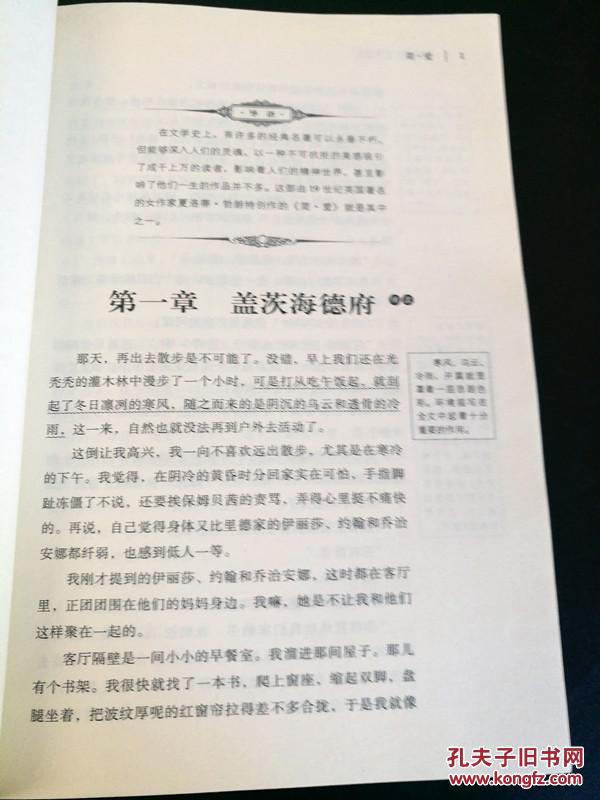 简·爱 1
·导读·
在文学史上，有许多的经典名著可以永垂不朽，
但能够深入人们的灵魂，以一种不可抗拒的美感吸引
了成千上万的读者，影响着人们的精神世界，甚至影
响了他们一生的作品并不多。这部由19世纪英国著名
的女作家夏洛蒂·勃朗特创作的《简·爱》就是其中
之一。
第一章 盖茨海德府
那天，再出去散步是不可能了。没错，早上我们还在光
秃秃的灌木林中漫步了一个小时，可是打从吃午饭起，就刮
起了冬日凛冽的寒风，随之而来的是阴沉的乌云和透骨的冷
雨，这一来，自然也就没法再到户外去活动了。
寒风、乌云、
冷雨，开篇就里
着一层悲剧色
彩。环境描写在
全文中起着十分
重要的作用。
这倒让我高兴，我一向不喜欢远出散步，尤其是在寒冷
的下午。我觉得，在阴冷的黄昏时分回家实在可怕，手指脚
趾冻僵了不说，还要挨保姆贝茜的责骂，弄得心里挺不痛快
的。再说，自己觉得身体又比里德家的伊丽莎、约翰和乔治
安娜都纤弱，也感到低人一等。
我刚才提到的伊丽莎、约翰和乔治安娜，这时都在客厅
里，正团团围在他们的妈妈身边。我嘛，她是不让我和他们
这样聚在一起的。
客厅隔壁是一间小小的早餐室。我溜进那间屋子。那儿
有个书架。我很快就找了一本书，爬上窗座，缩起双脚，盘
腿坐着，把波纹厚呢的红窗帘拉得差不多合拢，于是我就像
孔夫子旧书网
www.kongfz.com